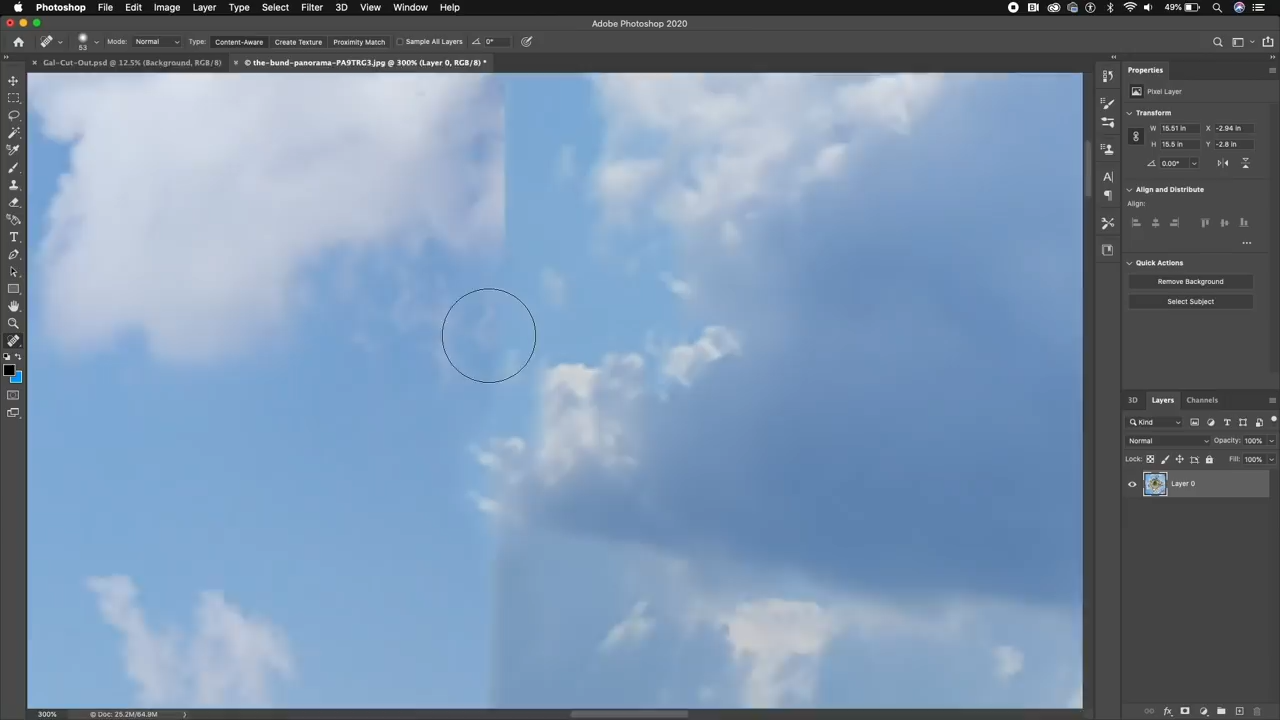 Photoshop File Edit Image Layer Type Select Filter 3D View Window Help 49%
Adobe Photoshop 2020
53 Mode: Normal Type: Content-Aware Create Texture Proximity Match Sample All Layers 0°
Gal-Cut-Out.psd @ 12.5% (Background, RGB/8) © the-bund-panorama-PA9TRG3.jpg @ 300% (Layer 0, RGB/8) *
Properties
Pixel Layer
Transform
W 15.51 in X -2.94 in
H 15.5 in Y -2.8 in
0.00°
Align and Distribute
Align:
Quick Actions
Remove Background
Select Subject
3D Layers Channels
Kind
Normal Opacity: 100%
Lock: Fill: 100%
Layer 0
300% © Doc: 25.2M/64.9M